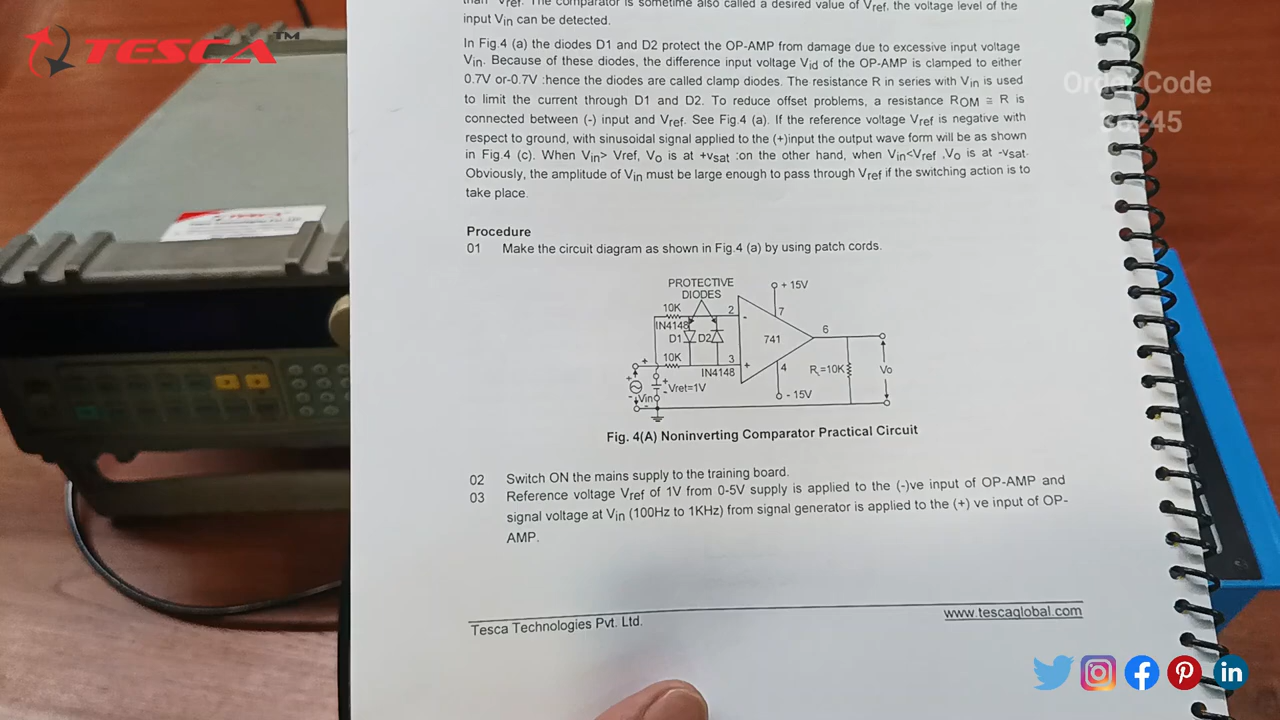 TESCA™
than Vref. The comparator is sometime also called a desired value of Vref, the voltage level of the
input Vin can be detected.
In Fig.4 (a) the diodes D1 and D2 protect the OP-AMP from damage due to excessive input voltage
Vin. Because of these diodes, the difference input voltage Vid of the OP-AMP is clamped to either
0.7V or-0.7V :hence the diodes are called clamp diodes. The resistance R in series with Vin is used
to limit the current through D1 and D2. To reduce offset problems, a resistance ROM ≅ R is
connected between (-) input and Vref. See Fig.4 (a). If the reference voltage Vref is negative with
respect to ground, with sinusoidal signal applied to the (+)input the output wave form will be as shown
in Fig.4 (c). When Vin> Vref, Vo is at +vsat :on the other hand, when Vin<Vref ,Vo is at -vsat.
Obviously, the amplitude of Vin must be large enough to pass through Vref if the switching action is to
take place.
Order Code
245
Procedure
01 Make the circuit diagram as shown in Fig.4 (a) by using patch cords.
PROTECTIVE
DIODES
+ 15V
10K
2
-
7
IN4148
D1
D2
741
6
10K
3
+
IN4148
4
RL=10K
Vo
+
+
-
Vin
-
+
Vret=1V
-
- 15V
Fig. 4(A) Noninverting Comparator Practical Circuit
02 Switch ON the mains supply to the training board.
03 Reference voltage Vref of 1V from 0-5V supply is applied to the (-)ve input of OP-AMP and
signal voltage at Vin (100Hz to 1KHz) from signal generator is applied to the (+) ve input of OP-
AMP.
Tesca Technologies Pvt. Ltd.
www.tescaglobal.com